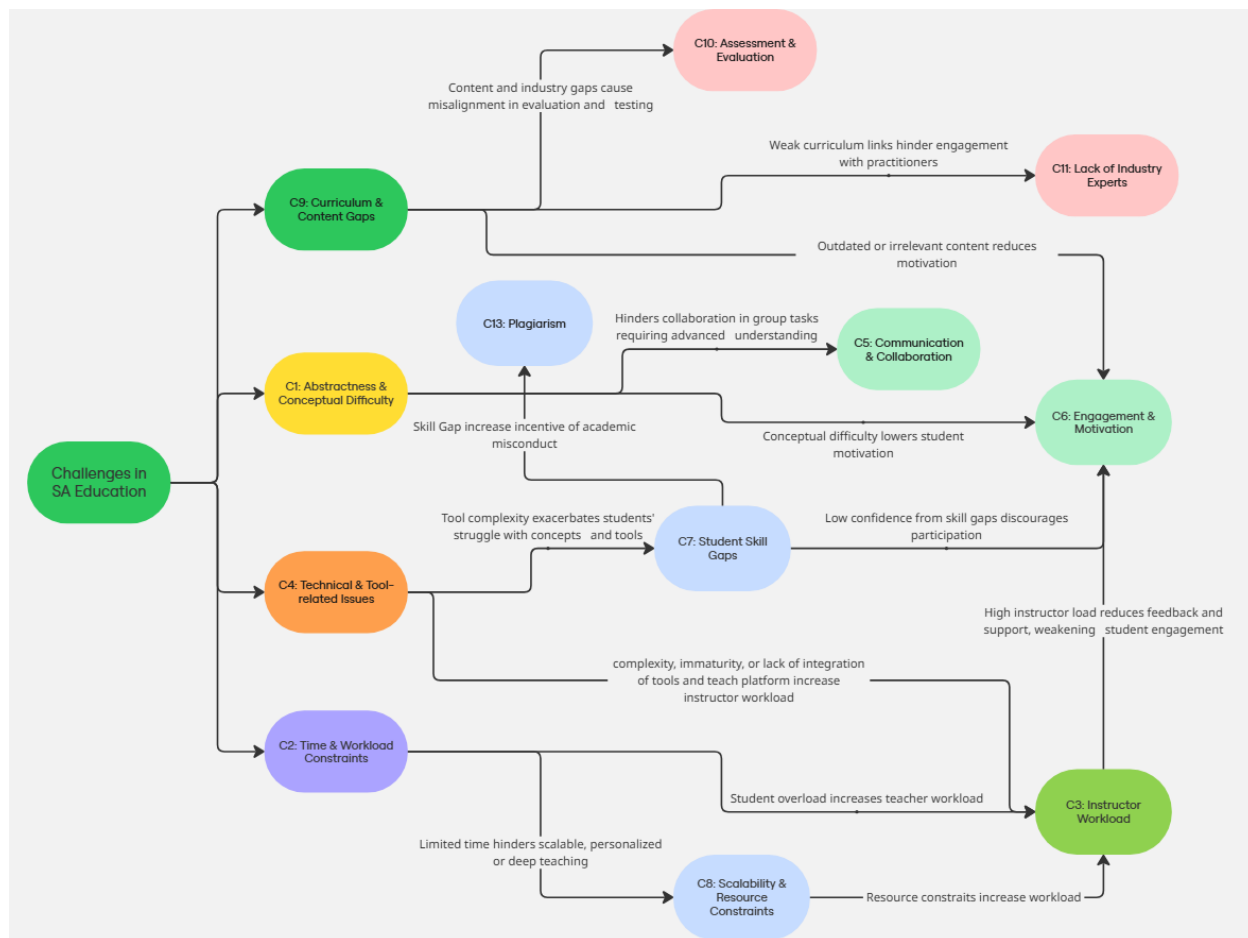 C10: Assessment &
Evaluation
Content and industry gaps cause
misalignment in evaluation and testing
Weak curriculum links hinder engagement
with practitioners
C11: Lack of Industry
Experts
C9: Curriculum &
Content Gaps
Outdated or irrelevant content reduces
motivation
C13: Plagiarism
Hinders collaboration in group tasks
requiring advanced understanding
C5: Communication
& Collaboration
C1: Abstractness &
Conceptual Difficulty
C6: Engagement &
Motivation
Skill Gap increase incentive of academic
misconduct
Conceptual difficulty lowers student
motivation
Challenges in
SA Education
Tool complexity exacerbates students'
struggle with concepts and tools
C7: Student Skill
Gaps
Low confidence from skill gaps discourages
participation
C4: Technical & Tool-
related Issues
High instructor load reduces feedback and
support, weakening student engagement
complexity, immaturity, or lack of integration
of tools and teach platform increase
instructor workload
C2: Time & Workload
Constraints
Student overload increases teacher workload
C3: Instructor
Workload
Limited time hinders scalable, personalized
or deep teaching
C8: Scalability &
Resource
Constraints
Resource constraits increase workload